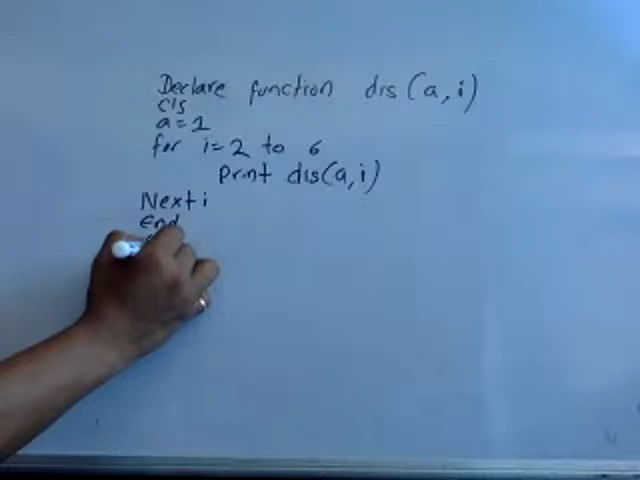 Declare function dis (a, i)
Cls
a = 1
for i = 2 to 6
Print dis(a, i)
Next i
End